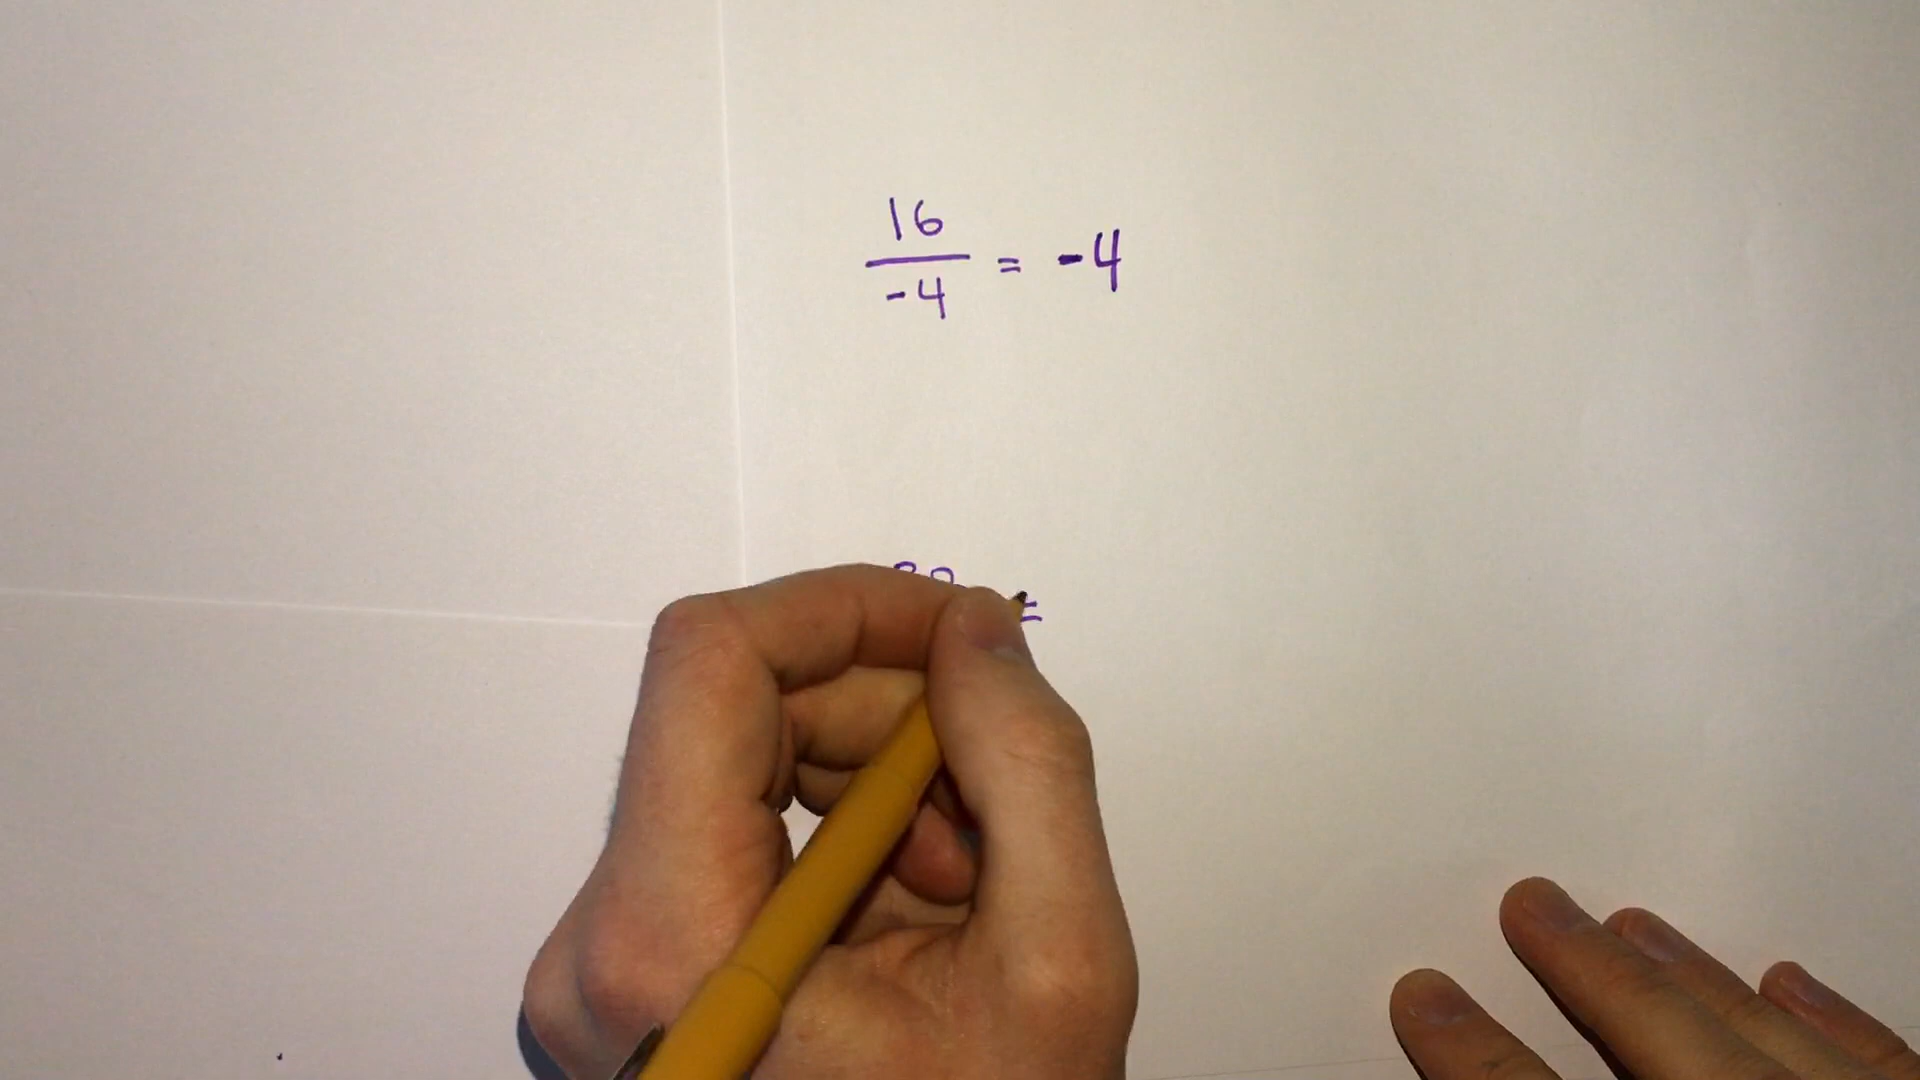 16
-4 = -4
=